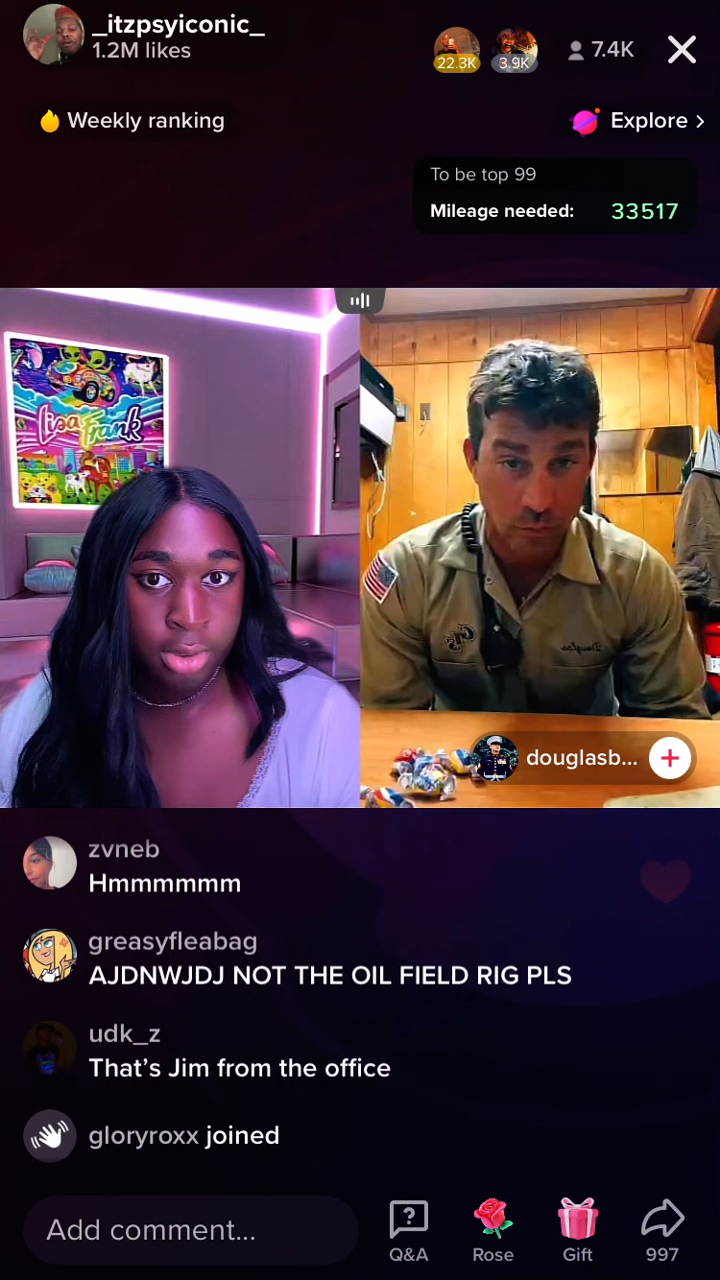 _itzpsyiconic_
1.2M likes
22.3K
3.9K
7.4K
Weekly ranking
Explore >
To be top 99
Mileage needed: 33517
Lisa Frank
douglasb...
zvneb
Hmmmmmm
greasyfleabag
AJDNWJDJ NOT THE OIL FIELD RIG PLS
udk_z
That’s Jim from the office
gloryroxx joined
Add comment...
Q&A
Rose
Gift
997